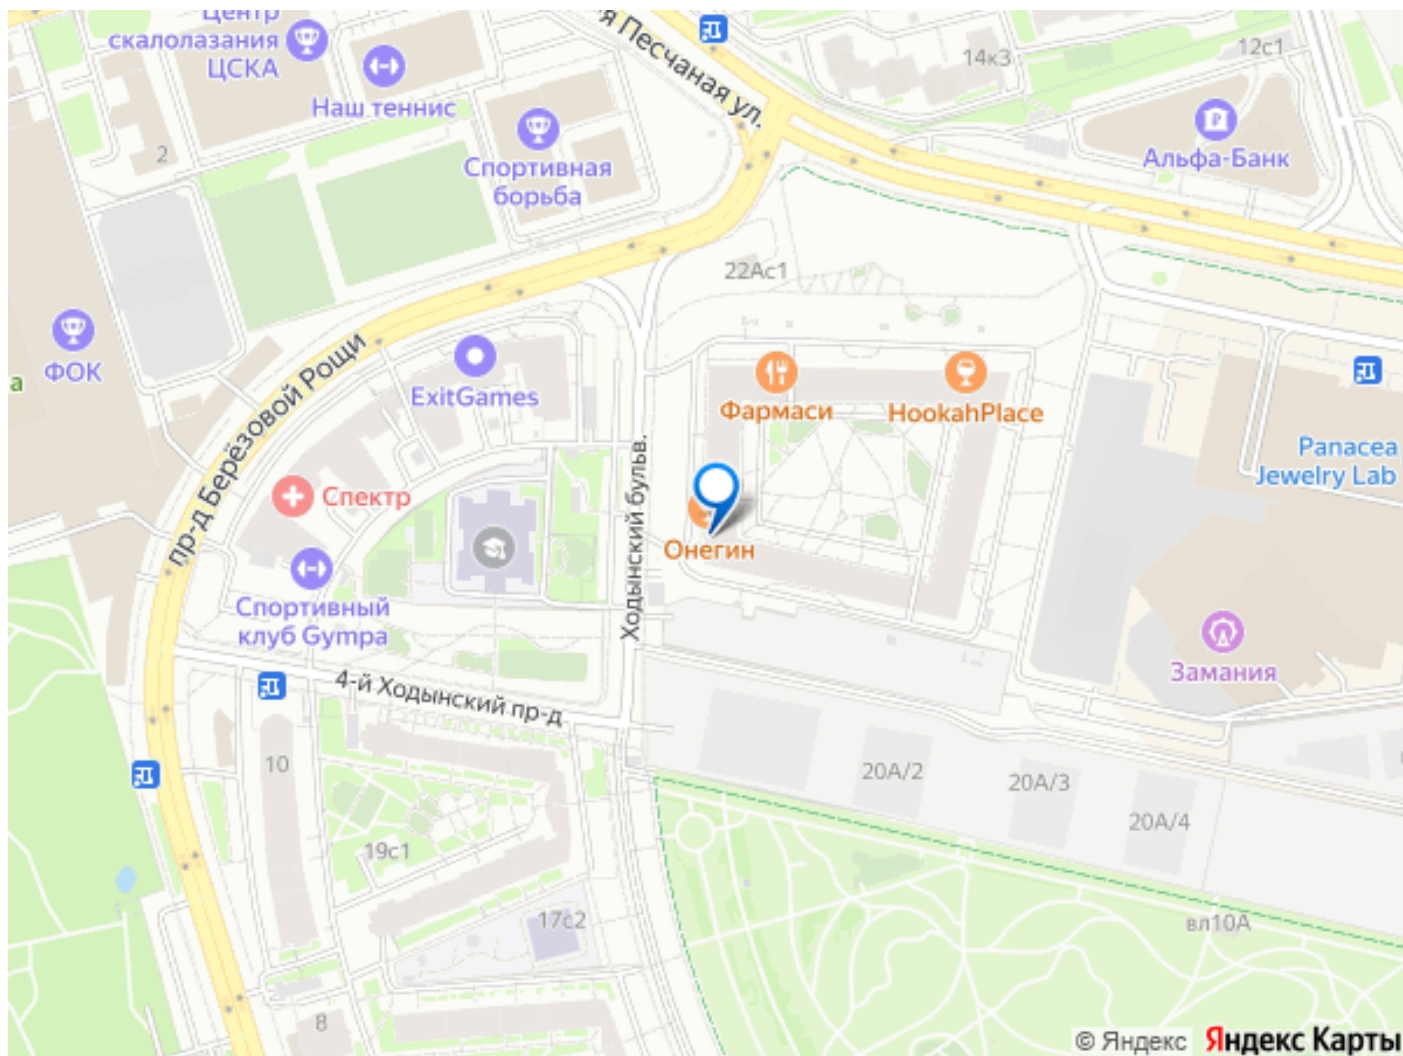 Центр
скалолазания
ЦСКА
Наш теннис
2
Спортивная
борьба
я Песчаная ул.
14к3
12с1
Альфа-Банк
22Ас1
ФОК
а
пр-д Берёзовой Рощи
ExitGames
Фармаси
HookahPlace
Panacea
Jewelry Lab
Спектр
Ходынский бульв.
Онегин
Спортивный
клуб Gympa
Замания
4-й Ходынский пр-д
10
20А/2
20А/3
20А/4
19с1
17с2
вл10А
8
© Яндекс Яндекс Карты